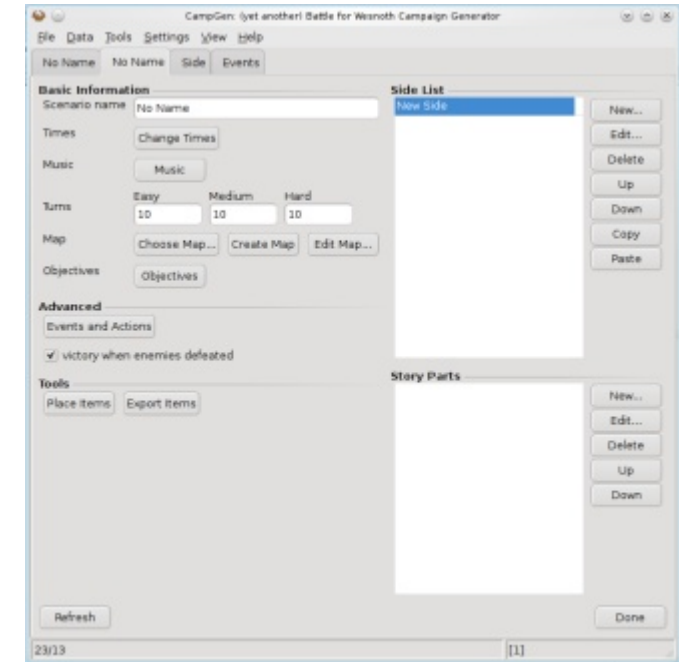 CampGen: (yet another) Battle for Wesnoth Campaign Generator
File Data Tools Settings View Help
No Name No Name Side Events
Basic Information
Scenario name No Name
Times Change Times
Music Music
Easy Medium Hard
Turns 10 10 10
Map Choose Map... Create Map Edit Map...
Objectives Objectives
Advanced
Events and Actions
victory when enemies defeated
Tools
Place Items Export Items
Side List
New Side
New...
Edit...
Delete
Up
Down
Copy
Paste
Story Parts
New...
Edit...
Delete
Up
Down
Refresh Done
23/13 [1]